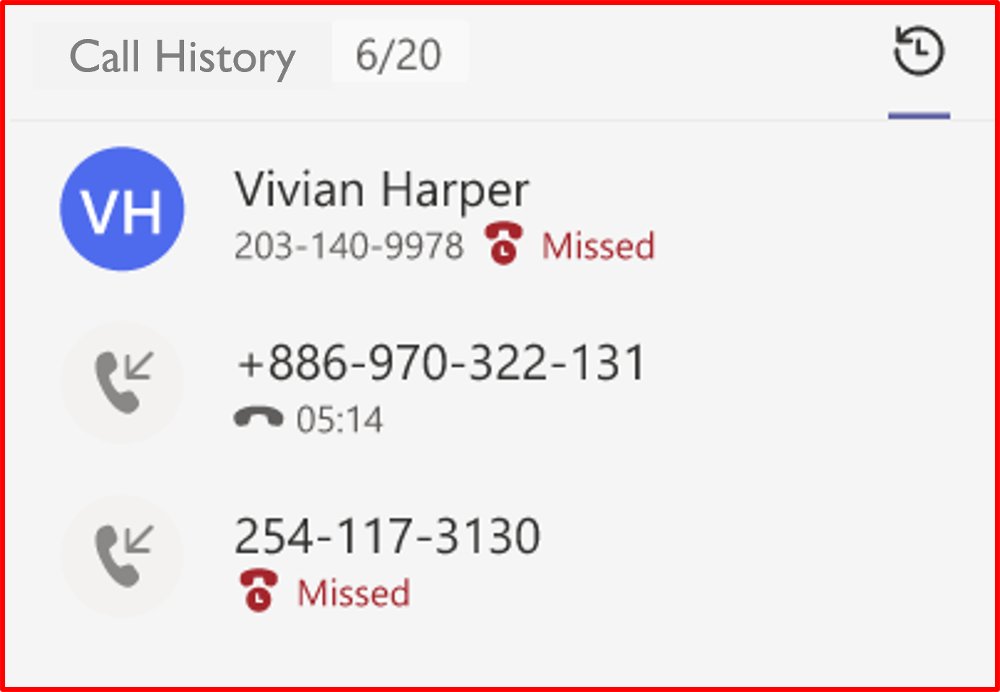 Call History 6/20
VH
Vivian Harper
203-140-9978 Missed
+886-970-322-131
05:14
254-117-3130
Missed